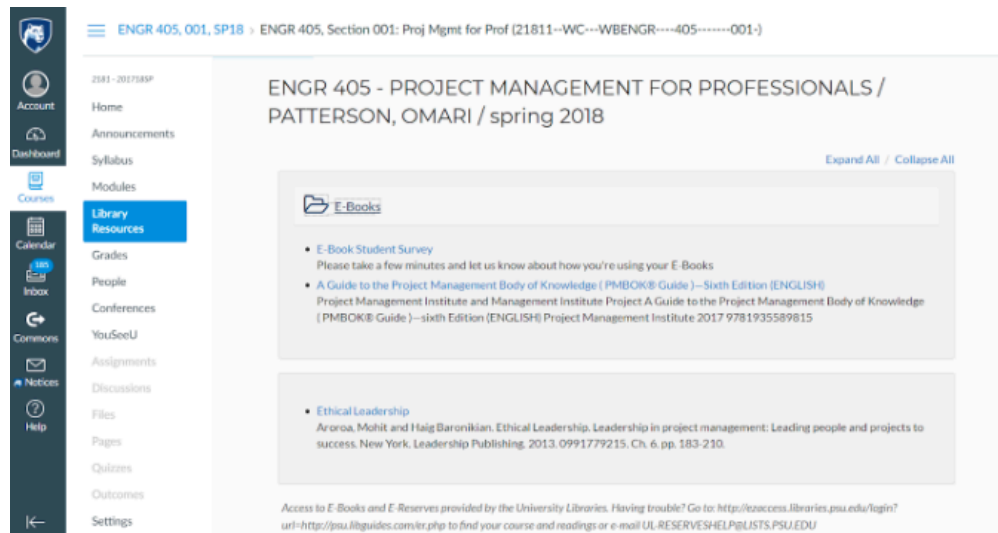 ENGR 405, 001, SP18 › ENGR 405, Section 001: Proj Mgmt for Prof (21811--WC---WBENGR----405-------001-)
Account
Dashboard
Courses
Calendar
185
Inbox
Commons
Notices
Help
2181-201718SP
Home
Announcements
Syllabus
Modules
Library
Resources
Grades
People
Conferences
YouSeeU
Assignments
Discussions
Files
Pages
Quizzes
Outcomes
Settings
ENGR 405 - PROJECT MANAGEMENT FOR PROFESSIONALS /
PATTERSON, OMARI / spring 2018
Expand All / Collapse All
E-Books
• E-Book Student Survey
Please take a few minutes and let us know about how you're using your E-Books
• A Guide to the Project Management Body of Knowledge ( PMBOK® Guide )—Sixth Edition (ENGLISH)
Project Management Institute and Management Institute Project A Guide to the Project Management Body of Knowledge
( PMBOK® Guide )—sixth Edition (ENGLISH) Project Management Institute 2017 9781935589815
• Ethical Leadership
Aroroa, Mohit and Haig Baronikian. Ethical Leadership. Leadership in project management: Leading people and projects to
success. New York. Leadership Publishing. 2013. 0991779215. Ch. 6. pp. 183-210.
Access to E-Books and E-Reserves provided by the University Libraries. Having trouble? Go to: http://ezaccess.libraries.psu.edu/login?
url=http://psu.libguides.com/er.php to find your course and readings or e-mail UL-RESERVESHELP@LISTS.PSU.EDU